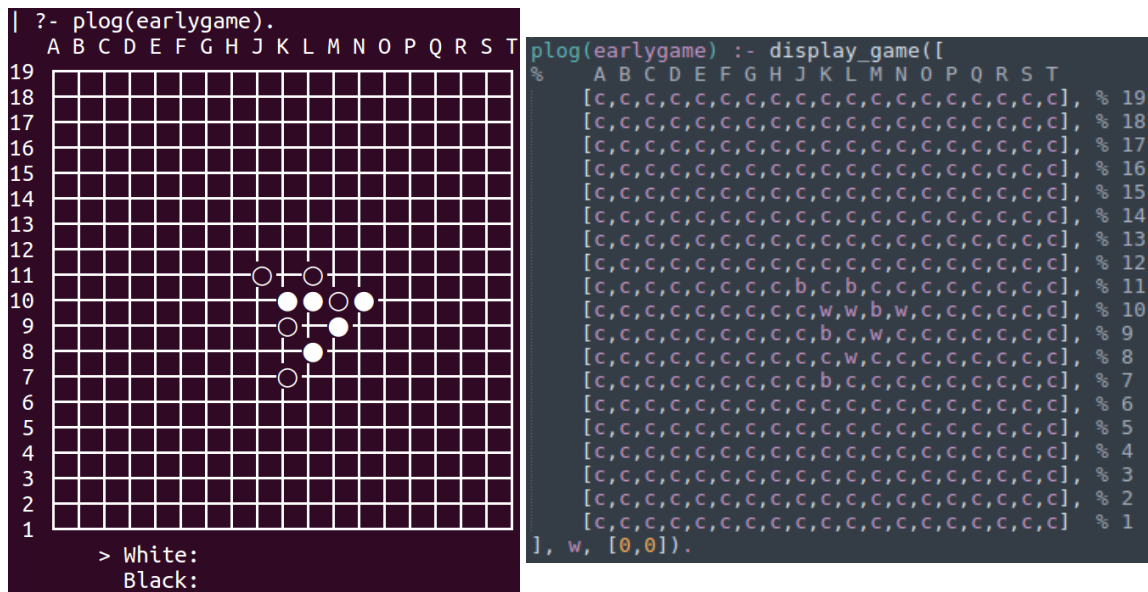 | ?- plog(earlygame).
A B C D E F G H J K L M N O P Q R S T
19
18
17
16
15
14
13
12
11
10
9
8
7
6
5
4
3
2
1
> White:
Black:
plog(earlygame) :- display_game([
% A B C D E F G H J K L M N O P Q R S T
[c,c,c,c,c,c,c,c,c,c,c,c,c,c,c,c,c,c,c], % 19
[c,c,c,c,c,c,c,c,c,c,c,c,c,c,c,c,c,c,c], % 18
[c,c,c,c,c,c,c,c,c,c,c,c,c,c,c,c,c,c,c], % 17
[c,c,c,c,c,c,c,c,c,c,c,c,c,c,c,c,c,c,c], % 16
[c,c,c,c,c,c,c,c,c,c,c,c,c,c,c,c,c,c,c], % 15
[c,c,c,c,c,c,c,c,c,c,c,c,c,c,c,c,c,c,c], % 14
[c,c,c,c,c,c,c,c,c,c,c,c,c,c,c,c,c,c,c], % 13
[c,c,c,c,c,c,c,c,c,c,c,c,c,c,c,c,c,c,c], % 12
[c,c,c,c,c,c,c,c,b,c,b,c,c,c,c,c,c,c,c], % 11
[c,c,c,c,c,c,c,c,c,w,w,b,w,c,c,c,c,c,c], % 10
[c,c,c,c,c,c,c,c,c,b,c,w,c,c,c,c,c,c,c], % 9
[c,c,c,c,c,c,c,c,c,c,w,c,c,c,c,c,c,c,c], % 8
[c,c,c,c,c,c,c,c,c,b,c,c,c,c,c,c,c,c,c], % 7
[c,c,c,c,c,c,c,c,c,c,c,c,c,c,c,c,c,c,c], % 6
[c,c,c,c,c,c,c,c,c,c,c,c,c,c,c,c,c,c,c], % 5
[c,c,c,c,c,c,c,c,c,c,c,c,c,c,c,c,c,c,c], % 4
[c,c,c,c,c,c,c,c,c,c,c,c,c,c,c,c,c,c,c], % 3
[c,c,c,c,c,c,c,c,c,c,c,c,c,c,c,c,c,c,c], % 2
[c,c,c,c,c,c,c,c,c,c,c,c,c,c,c,c,c,c,c] % 1
], w, [0,0]).